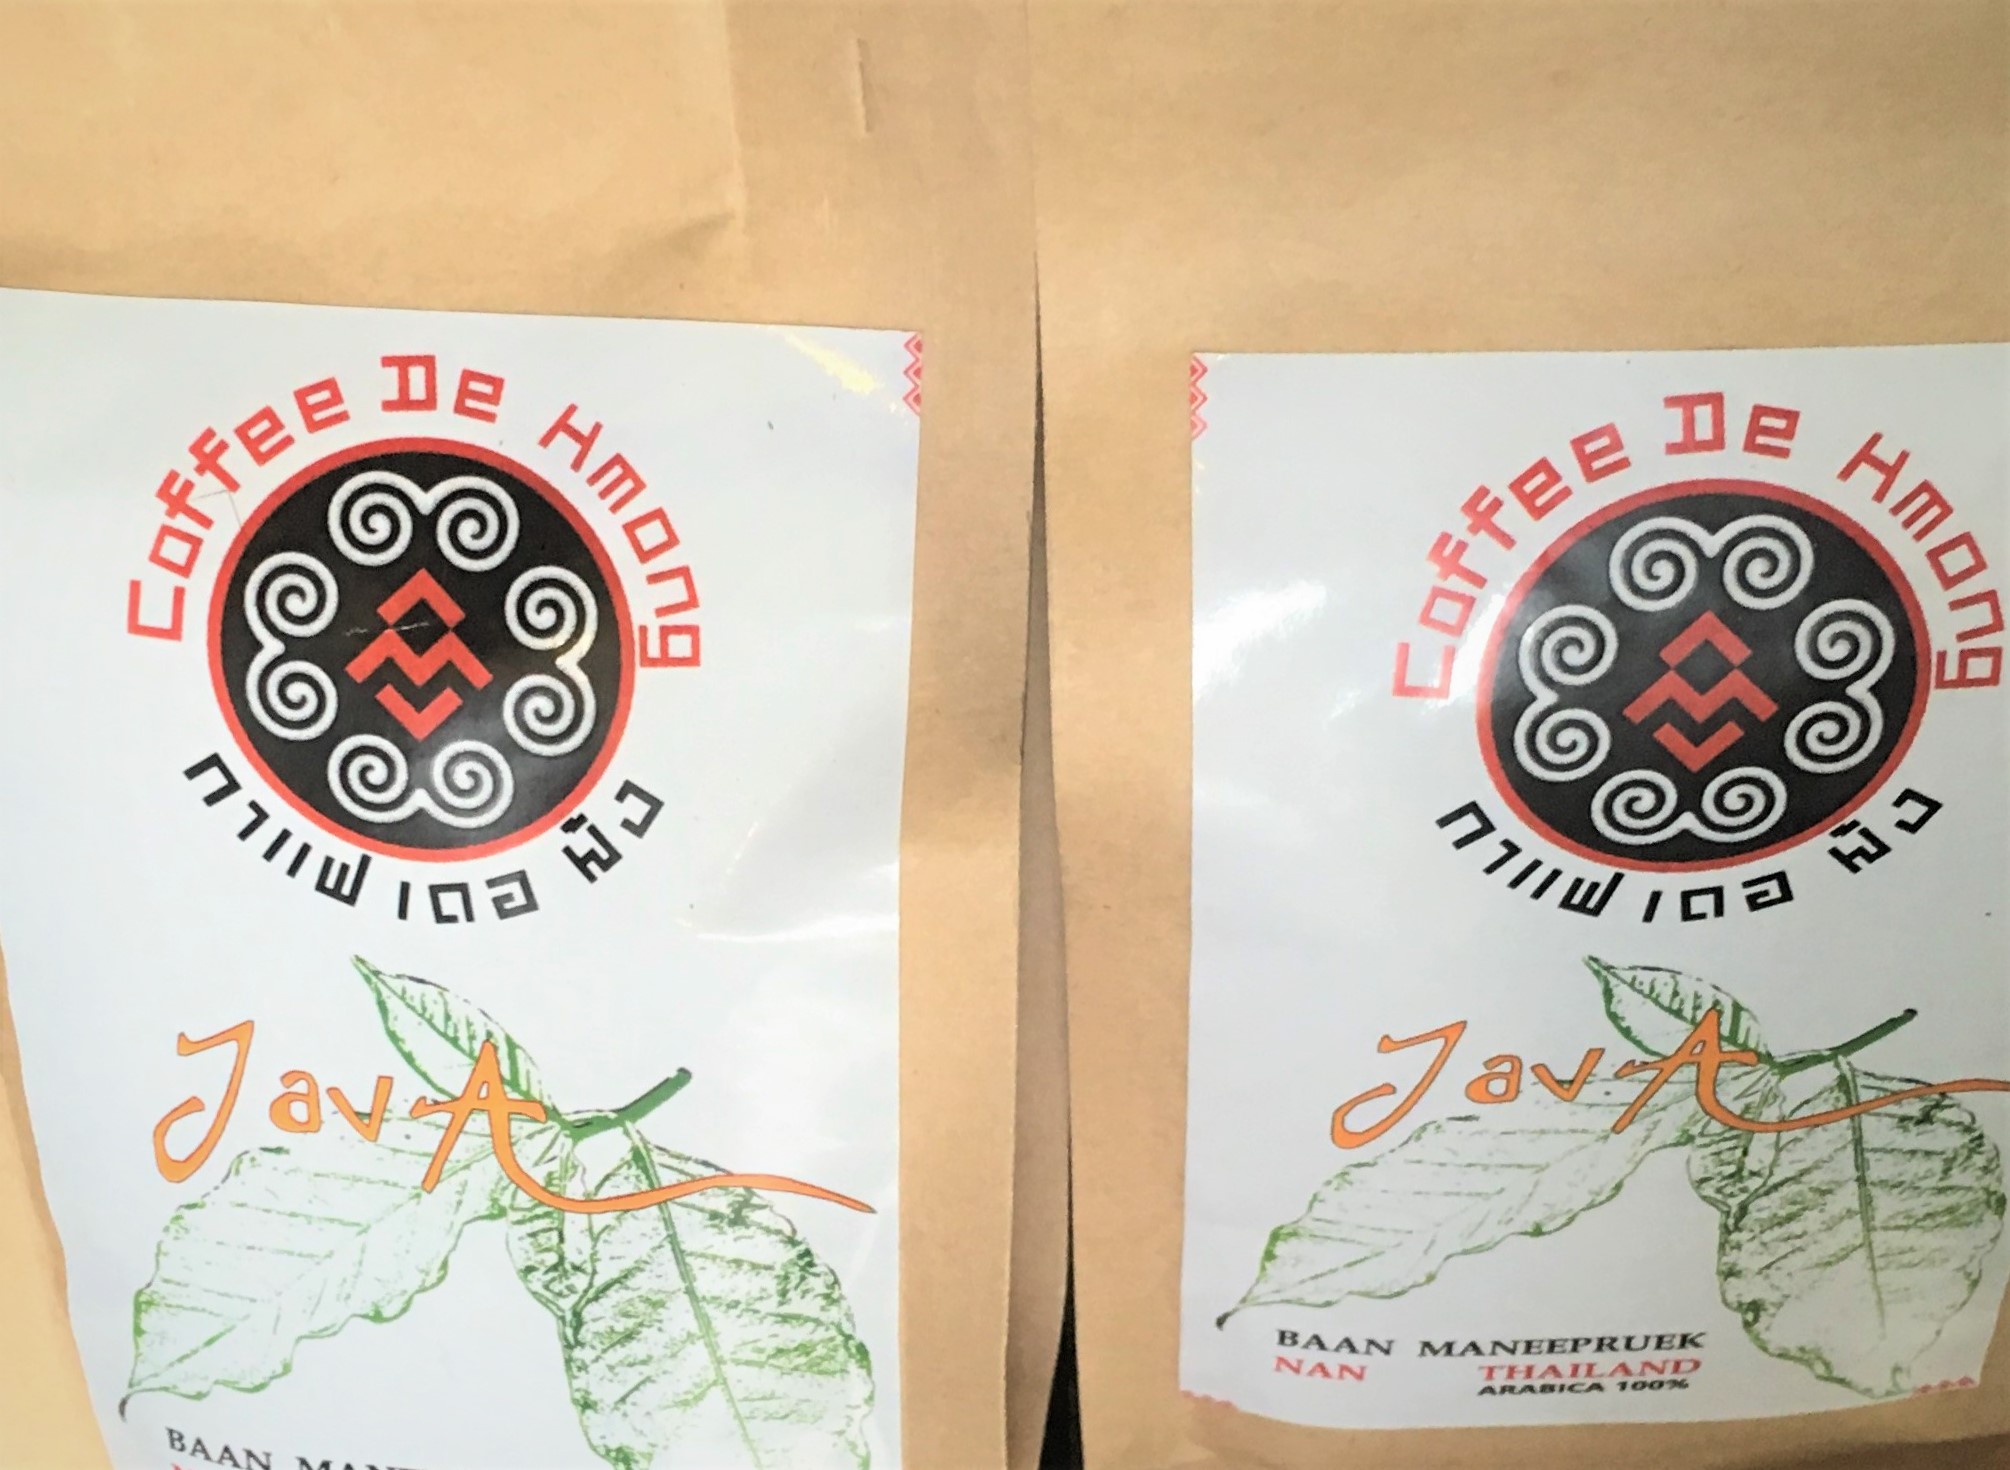 Coffee De Hmong
กาแฟ เดอ ม้ง
JavA
BAAN
Coffee De Hmong
กาแฟ เดอ ม้ง
JavA
BAAN MANEEPRUEK
NAN THAILAND
ARABICA 100%